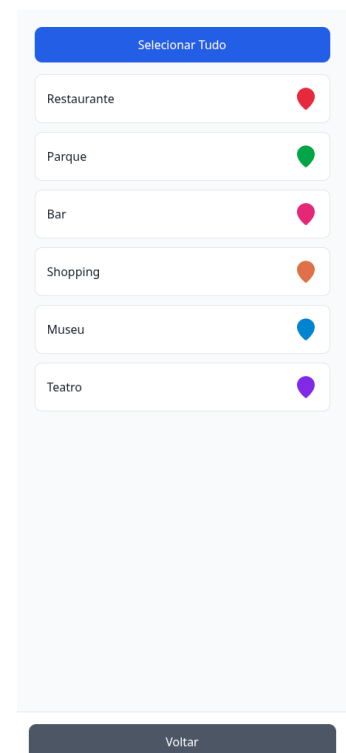 Selecionar Tudo
Restaurante
Parque
Bar
Shopping
Museu
Teatro
Voltar